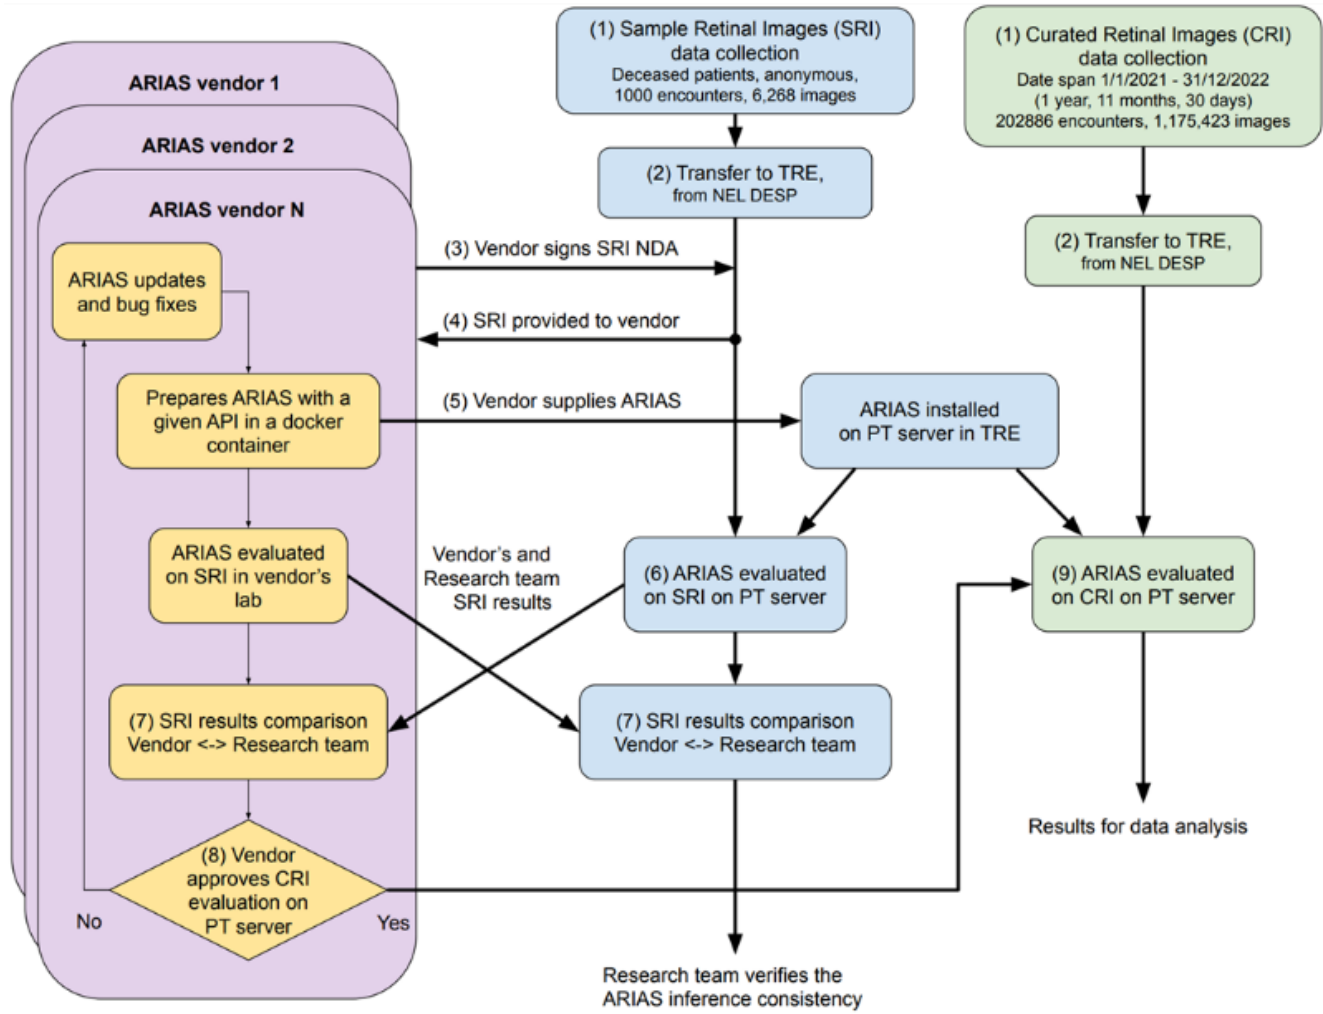 ARIAS vendor 1
ARIAS vendor 2
ARIAS vendor N
ARIAS updates
and bug fixes
Prepares ARIAS with a
given API in a docker
container
ARIAS evaluated
on SRI in vendor's
lab
(7) SRI results comparison
Vendor <-> Research team
(8) Vendor
approves CRI
evaluation on
PT server
No
Yes
(1) Sample Retinal Images (SRI)
data collection
Deceased patients, anonymous,
1000 encounters, 6,268 images
(2) Transfer to TRE,
from NEL DESP
(3) Vendor signs SRI NDA
(4) SRI provided to vendor
(5) Vendor supplies ARIAS
ARIAS installed
on PT server in TRE
Vendor's and
Research team
SRI results
(6) ARIAS evaluated
on SRI on PT server
(7) SRI results comparison
Vendor <-> Research team
Research team verifies the
ARIAS inference consistency
(1) Curated Retinal Images (CRI)
data collection
Date span 1/1/2021 - 31/12/2022
(1 year, 11 months, 30 days)
202886 encounters, 1,175,423 images
(2) Transfer to TRE,
from NEL DESP
(9) ARIAS evaluated
on CRI on PT server
Results for data analysis